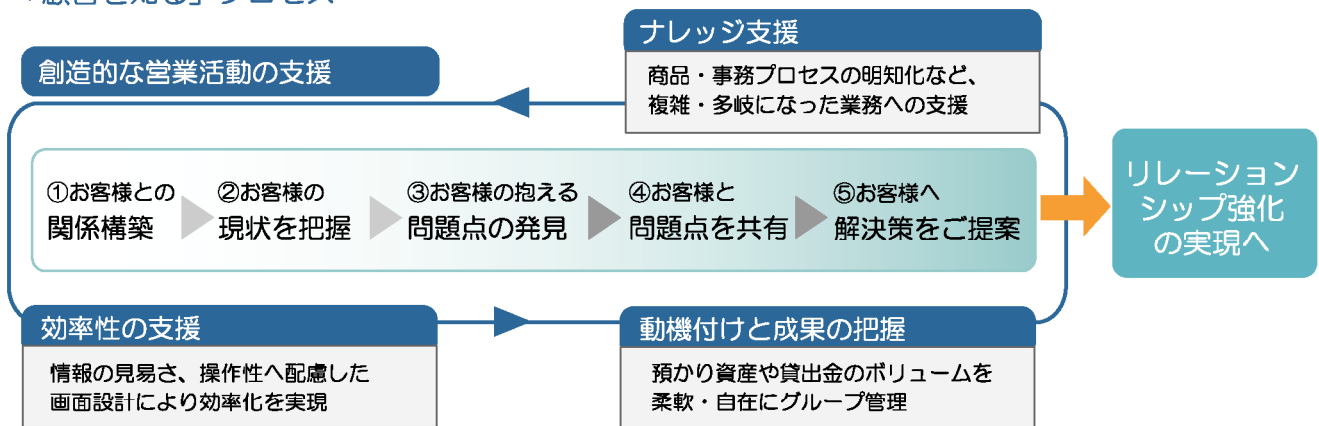 「顧客を知る」プロセス
創造的な営業活動の支援
ナレッジ支援
商品・事務プロセスの明知化など、
複雑・多岐になった業務への支援
①お客様との
関係構築
②お客様の
現状を把握
③お客様の抱える
問題点の発見
④お客様と
問題点を共有
⑤お客様へ
解決策をご提案
リレーション
シップ強化
の実現へ
効率性の支援
情報の見易さ、操作性へ配慮した
画面設計により効率化を実現
動機付けと成果の把握
預かり資産や貸出金のボリュームを
柔軟・自在にグループ管理